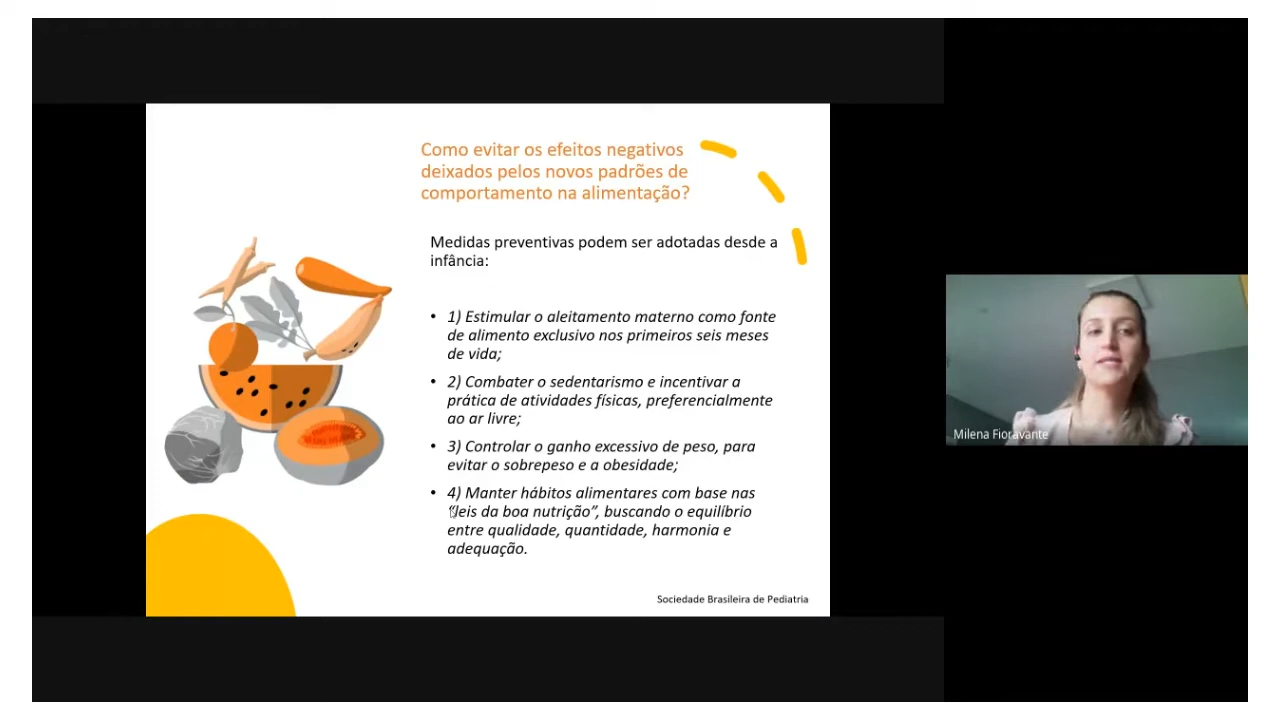 Como evitar os efeitos negativos
deixados pelos novos padrões de
comportamento na alimentação?
Medidas preventivas podem ser adotadas desde a
infância:
• 1) Estimular o aleitamento materno como fonte
de alimento exclusivo nos primeiros seis meses
de vida;
• 2) Combater o sedentarismo e incentivar a
prática de atividades físicas, preferencialmente
ao ar livre;
• 3) Controlar o ganho excessivo de peso, para
evitar o sobrepeso e a obesidade;
• 4) Manter hábitos alimentares com base nas
“leis da boa nutrição”, buscando o equilíbrio
entre qualidade, quantidade, harmonia e
adequação.
Sociedade Brasileira de Pediatria
Milena Fioravante